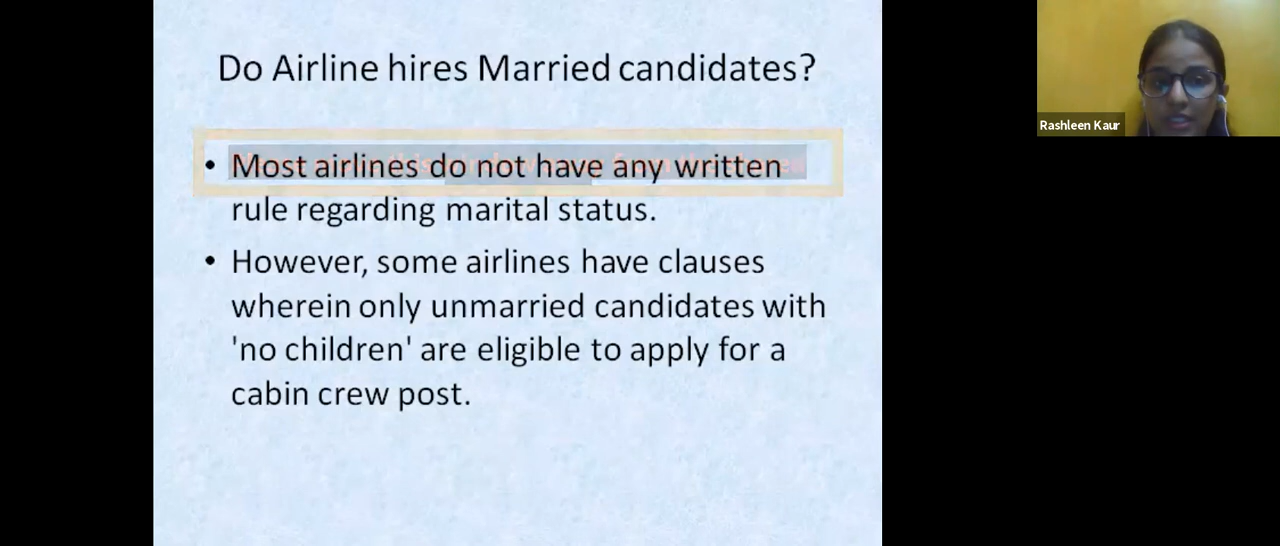 Do Airline hires Married candidates?
• Most airlines do not have any written
rule regarding marital status.
• However, some airlines have clauses
wherein only unmarried candidates with
'no children' are eligible to apply for a
cabin crew post.
Rashleen Kaur